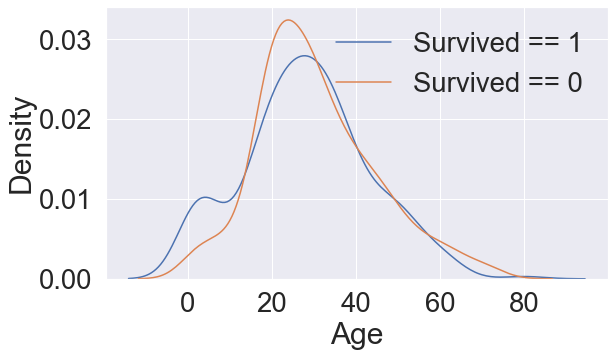 0.03
0.02
0.01
0.00
Density
Survived == 1
Survived == 0
0 20 40 60 80
Age